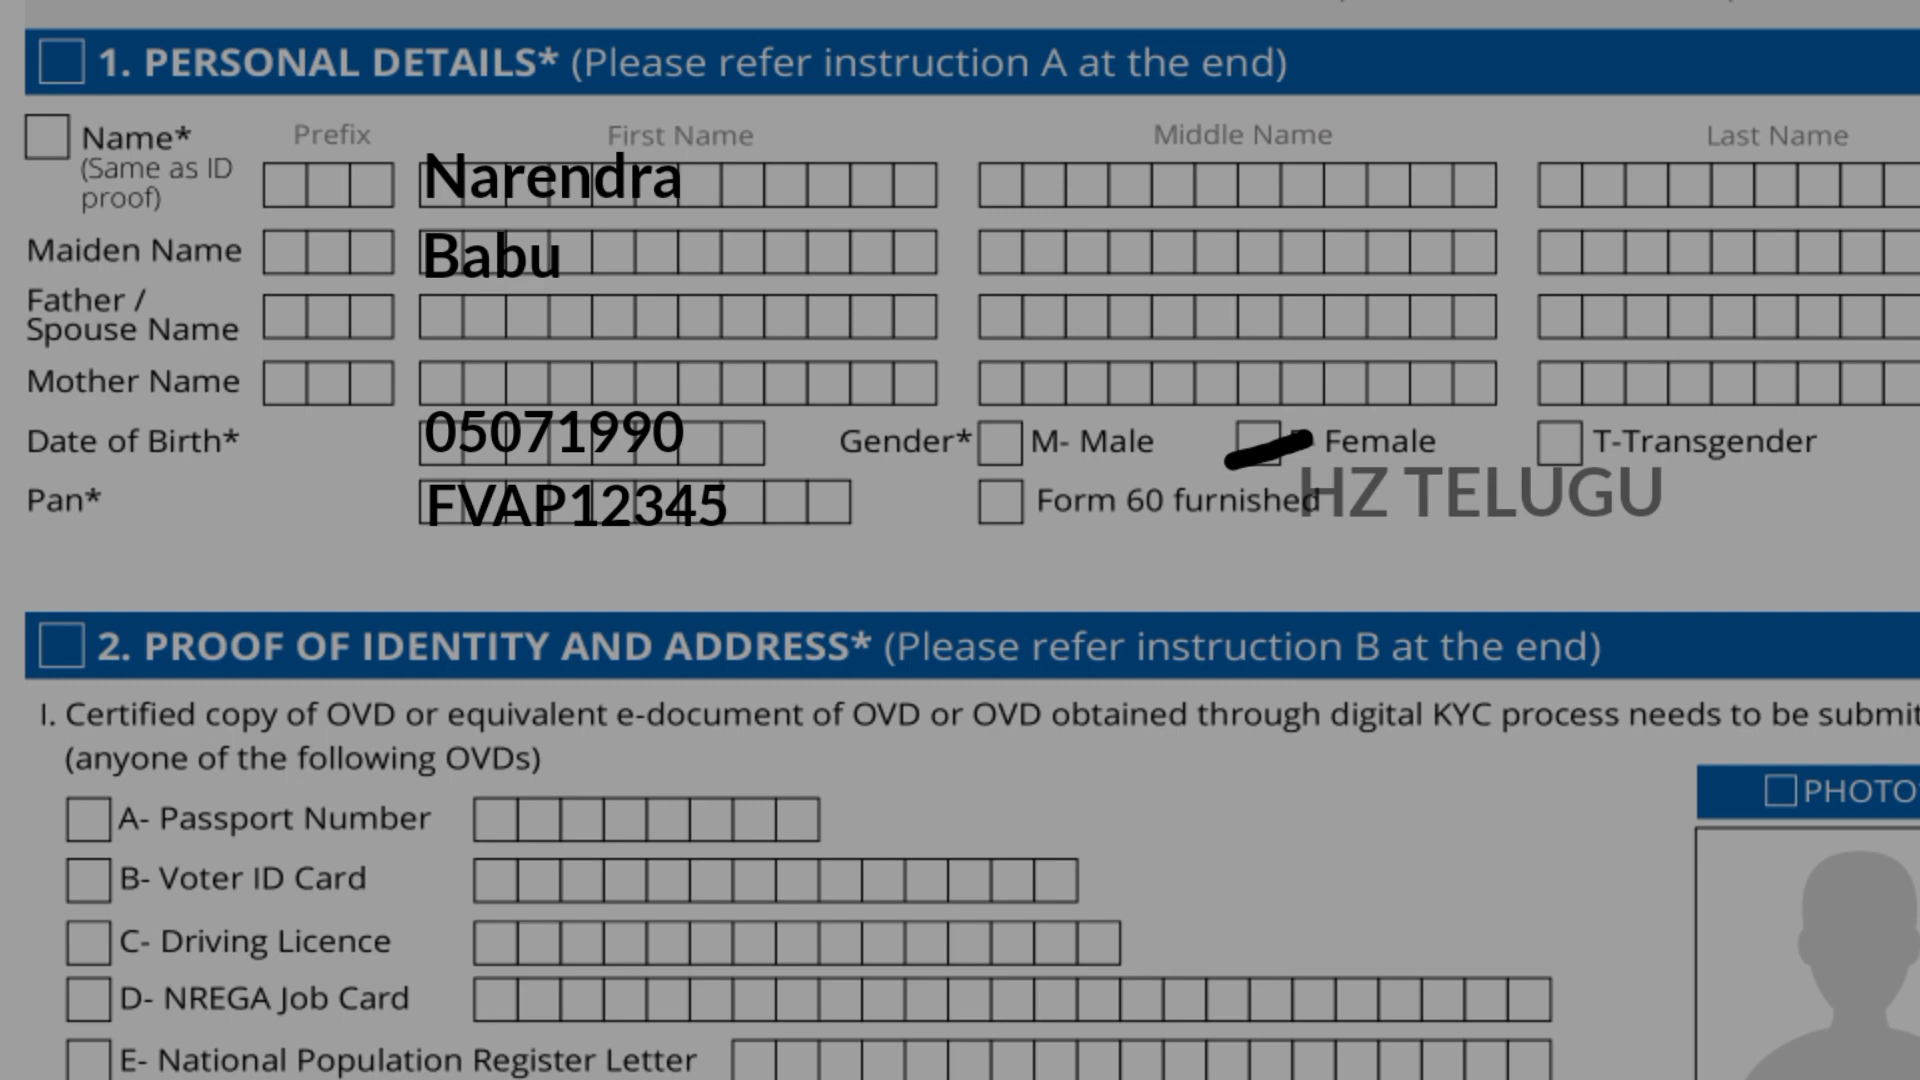 1. PERSONAL DETAILS* (Please refer instruction A at the end)
Name* Prefix First Name Middle Name Last Name
(Same as ID
proof)
Narendra
Maiden Name Babu
Father /
Spouse Name
Mother Name
Date of Birth* 05071990 Gender* M- Male Female T-Transgender
Pan* FVAP12345 Form 60 furnished HZ TELUGU
2. PROOF OF IDENTITY AND ADDRESS* (Please refer instruction B at the end)
I. Certified copy of OVD or equivalent e-document of OVD or OVD obtained through digital KYC process needs to be
(anyone of the following OVDs)
PHOTO
A- Passport Number
B- Voter ID Card
C- Driving Licence
D- NREGA Job Card
E- National Population Register Letter